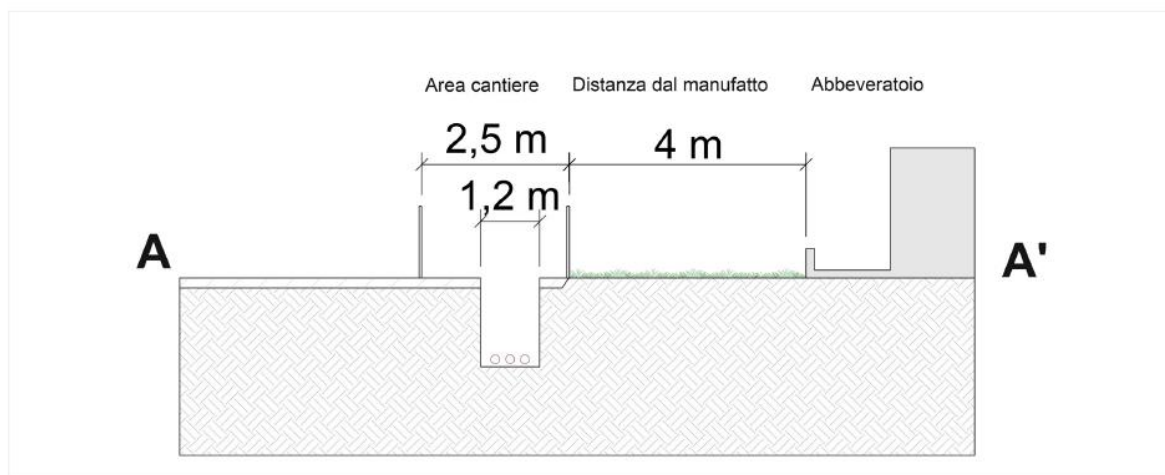 Area cantiere Distanza dal manufatto Abbeveratoio
2,5 m 4 m
1,2 m
A A'